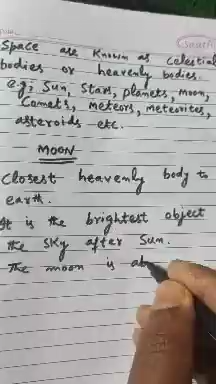 Space are known as celestial
bodies or heavenly bodies.
e.g, Sun, Stars, planets, moon,
Comets, meteors, meteorites,
asteroids etc.
MOON
Closest heavenly body to
earth.
It is the brightest object
the sky after Sun.
The moon is ab